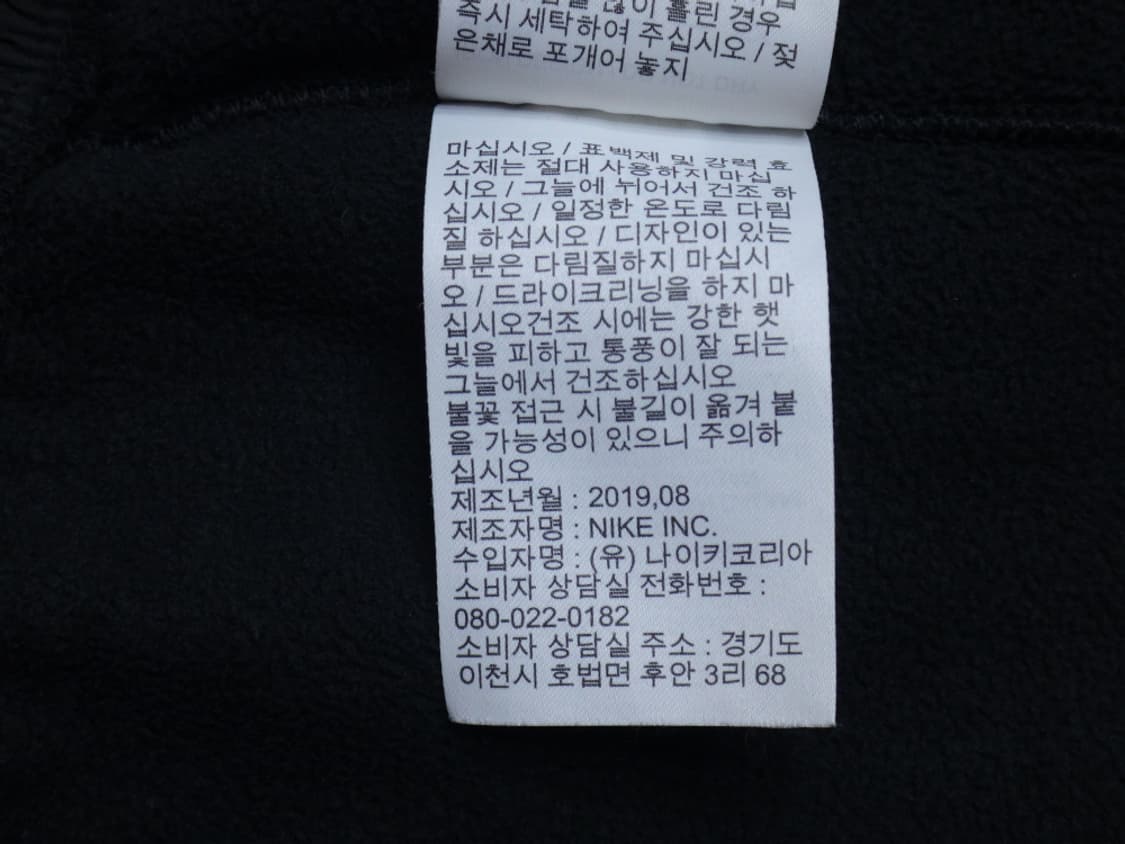 많이 흘린 경우
즉시 세탁하여 주십시오 / 젖
은채로 포개어 놓지
마십시오 / 표백제 및 강력 효
소제는 절대 사용하지 마십
시오 / 그늘에 뉘어서 건조 하
십시오 / 일정한 온도로 다림
질 하십시오 / 디자인이 있는
부분은 다림질하지 마십시
오 / 드라이크리닝을 하지 마
십시오건조 시에는 강한 햇
빛을 피하고 통풍이 잘 되는
그늘에서 건조하십시오
불꽃 접근 시 불길이 옮겨 붙
을 가능성이 있으니 주의하
십시오
제조년월 : 2019,08
제조자명 : NIKE INC.
수입자명 : (유) 나이키코리아
소비자 상담실 전화번호 :
080-022-0182
소비자 상담실 주소 : 경기도
이천시 호법면 후안 3리 68